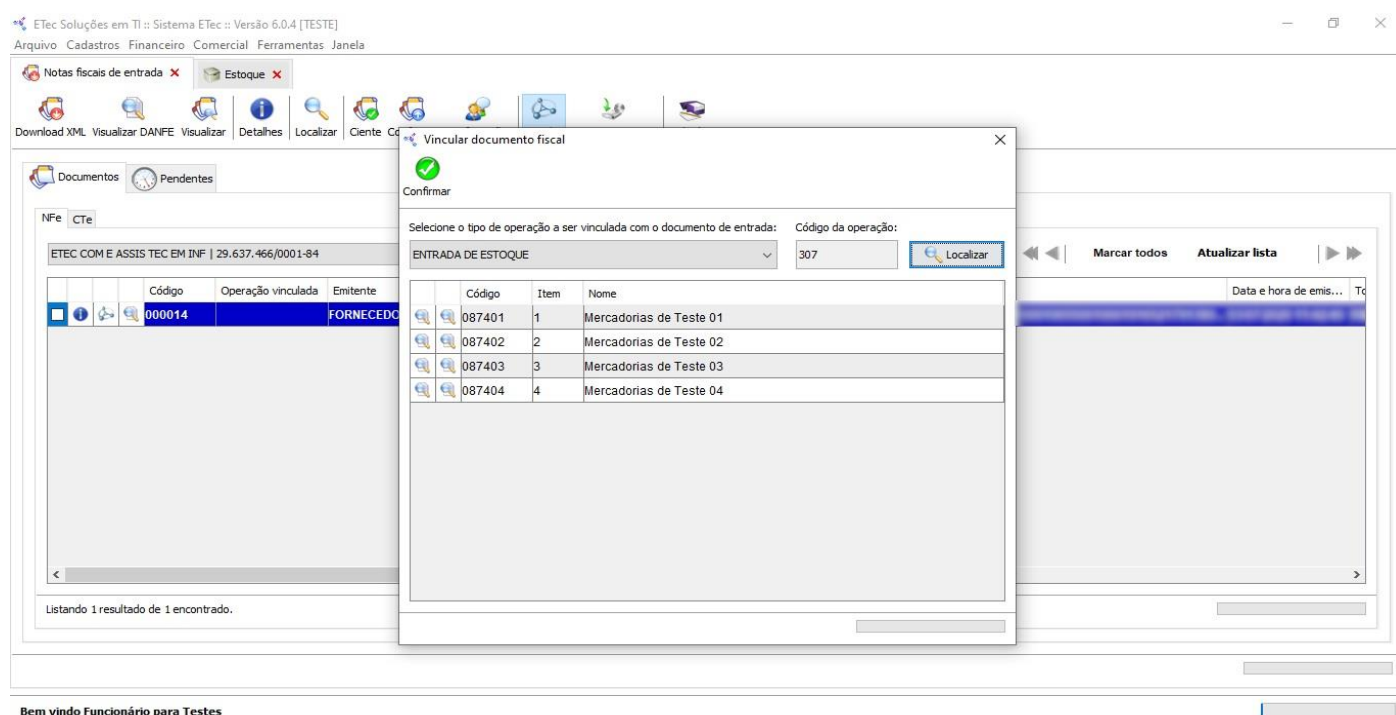 ETec Soluções em TI :: Sistema ETec :: Versão 6.0.4 [TESTE]
Arquivo Cadastros Financeiro Comercial Ferramentas Janela
Notas fiscais de entrada Estoque
Download XML Visualizar DANFE Visualizar Detalhes Localizar Ciente
Vincular documento fiscal
Confirmar
Documentos Pendentes
NFe CTe
Selecione o tipo de operação a ser vinculada com o documento de entrada: Código da operação:
ETEC COM E ASSIS TEC EM INF | 29.637.466/0001-84
ENTRADA DE ESTOQUE 307 Localizar
Marcar todos Atualizar lista
Código Operação vinculada Emitente
Data e hora de emis...
000014 FORNECEDO
Código Item Nome
087401 1 Mercadorias de Teste 01
087402 2 Mercadorias de Teste 02
087403 3 Mercadorias de Teste 03
087404 4 Mercadorias de Teste 04
Listando 1 resultado de 1 encontrado.
Bem vindo Funcionário para Testes